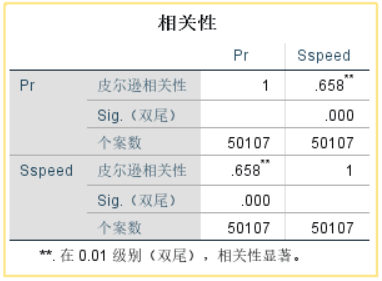 相关性
Pr Sspeed
Pr 皮尔逊相关性 1 .658**
Sig.（双尾） .000
个案数 50107 50107
Sspeed 皮尔逊相关性 .658** 1
Sig.（双尾） .000
个案数 50107 50107
**. 在 0.01 级别（双尾），相关性显著。